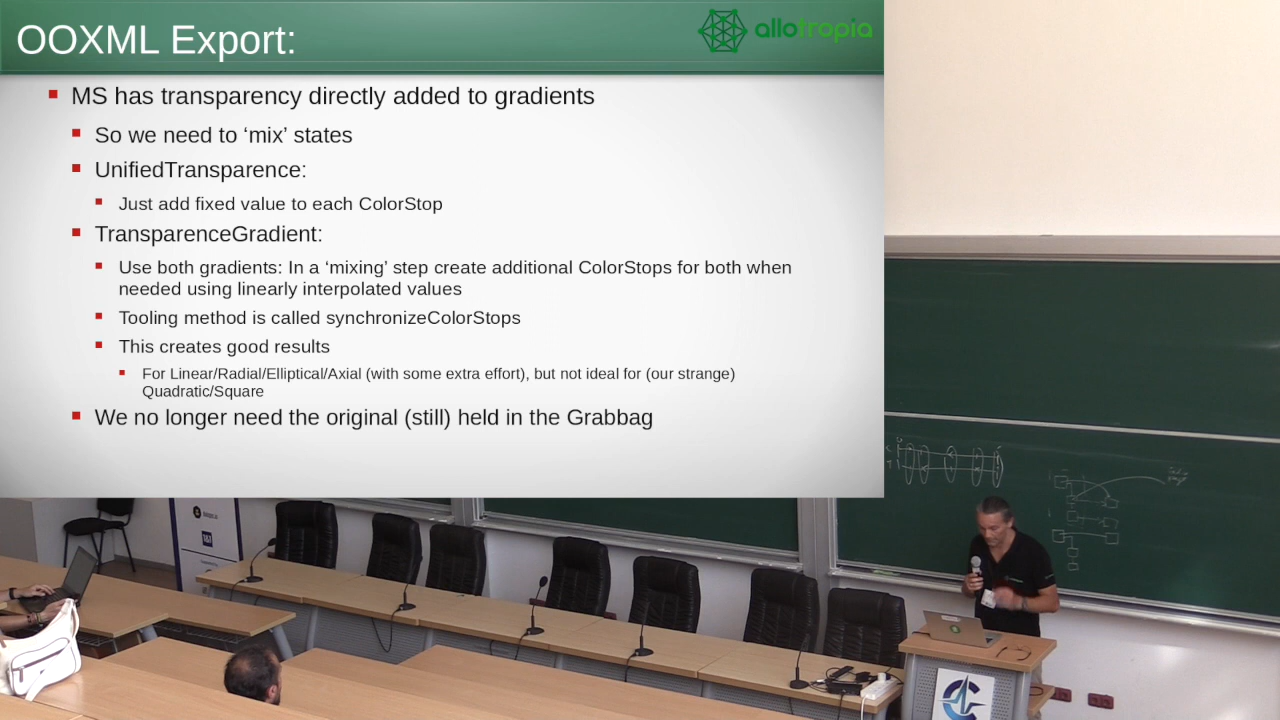 OOXML Export:
allotropia
MS has transparency directly added to gradients
So we need to ‘mix’ states
UnifiedTransparence:
Just add fixed value to each ColorStop
TransparenceGradient:
Use both gradients: In a ‘mixing’ step create additional ColorStops for both when
needed using linearly interpolated values
Tooling method is called synchronizeColorStops
This creates good results
For Linear/Radial/Elliptical/Axial (with some extra effort), but not ideal for (our strange)
Quadratic/Square
We no longer need the original (still) held in the Grabbag